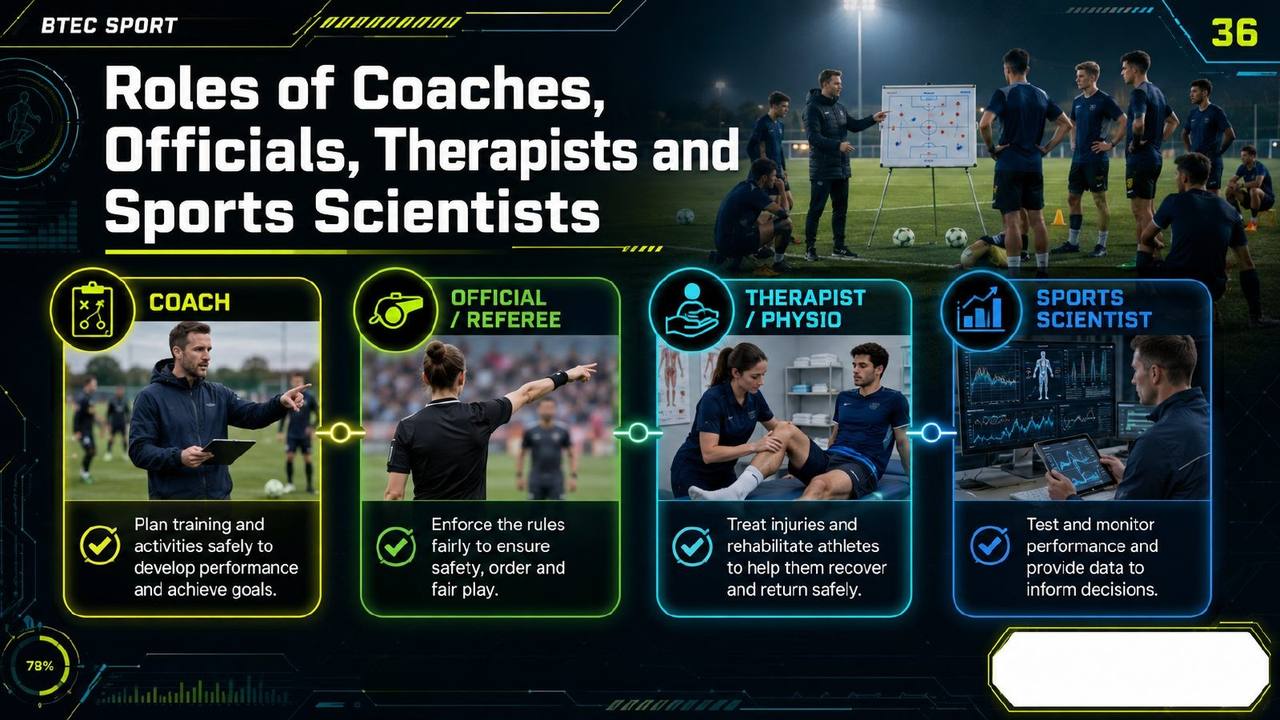 BTEC SPORT
36
Roles of Coaches,
Officials, Therapists and
Sports Scientists
COACH
Plan training and
activities safely to
develop performance
and achieve goals.
OFFICIAL
/ REFEREE
Enforce the rules
fairly to ensure
safety, order and
fair play.
THERAPIST
/ PHYSIO
Treat injuries and
rehabilitate athletes
to help them recover
and return safely.
SPORTS
SCIENTIST
Test and monitor
performance and
provide data to
inform decisions.
78%